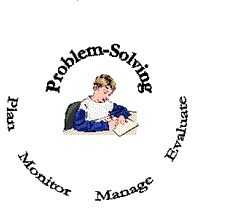 Problem-Solving
Plan
Monitor
Manage
Evaluate